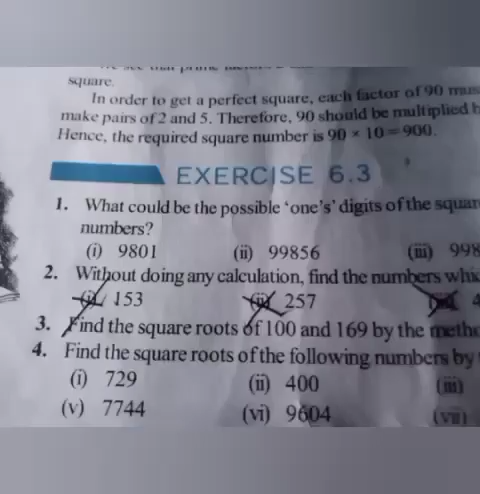 square.
In order to get a perfect square, each factor of 90
make pairs of 2 and 5. Therefore, 90 should be multiplied
Hence, the required square number is 90 × 10 = 900.
EXERCISE 6.3
1. What could be the possible 'one's' digits of the
numbers?
(i) 9801 (ii) 99856 (iii) 998
2. Without doing any calculation, find the numbers
(i) 153 (ii) 257
3. Find the square roots of 100 and 169 by the
4. Find the square roots of the following numbers by
(i) 729 (ii) 400 (iii)
(v) 7744 (vi) 9604 (vii)